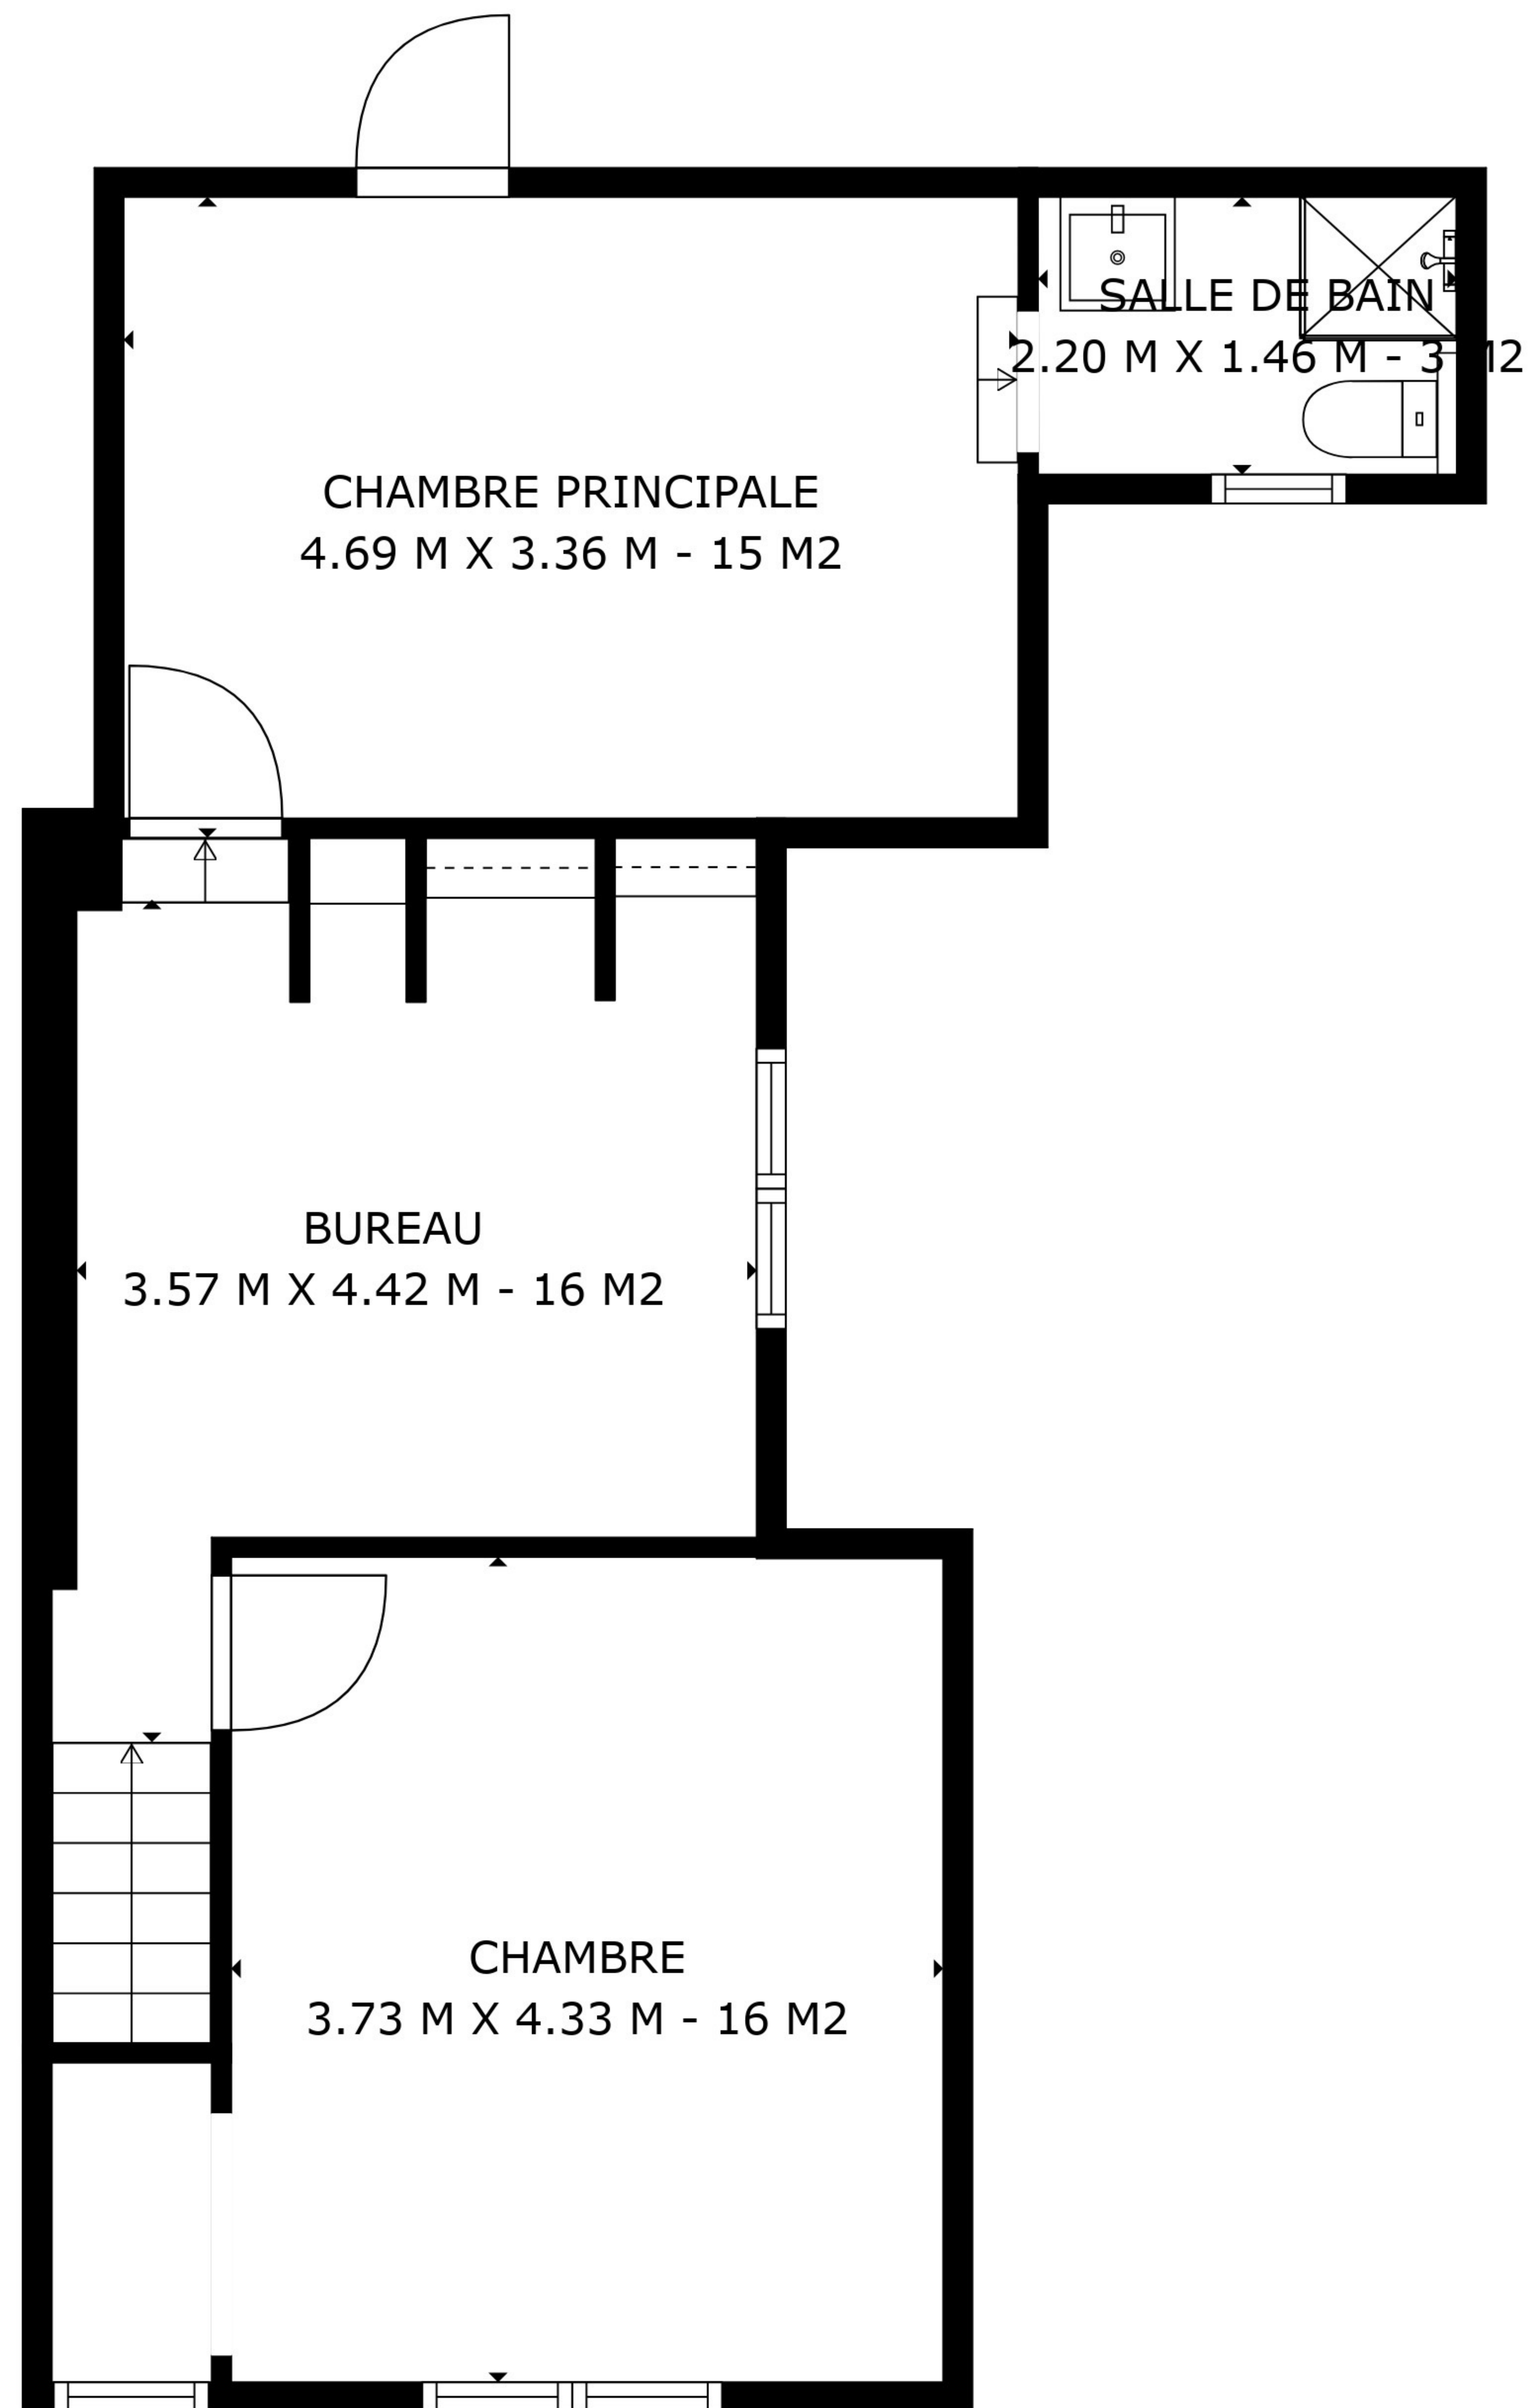 SALLE DE BAIN
2.20 M X 1.46 M - 3 M2
CHAMBRE PRINCIPALE
4.69 M X 3.36 M - 15 M2
BUREAU
3.57 M X 4.42 M - 16 M2
CHAMBRE
3.73 M X 4.33 M - 16 M2